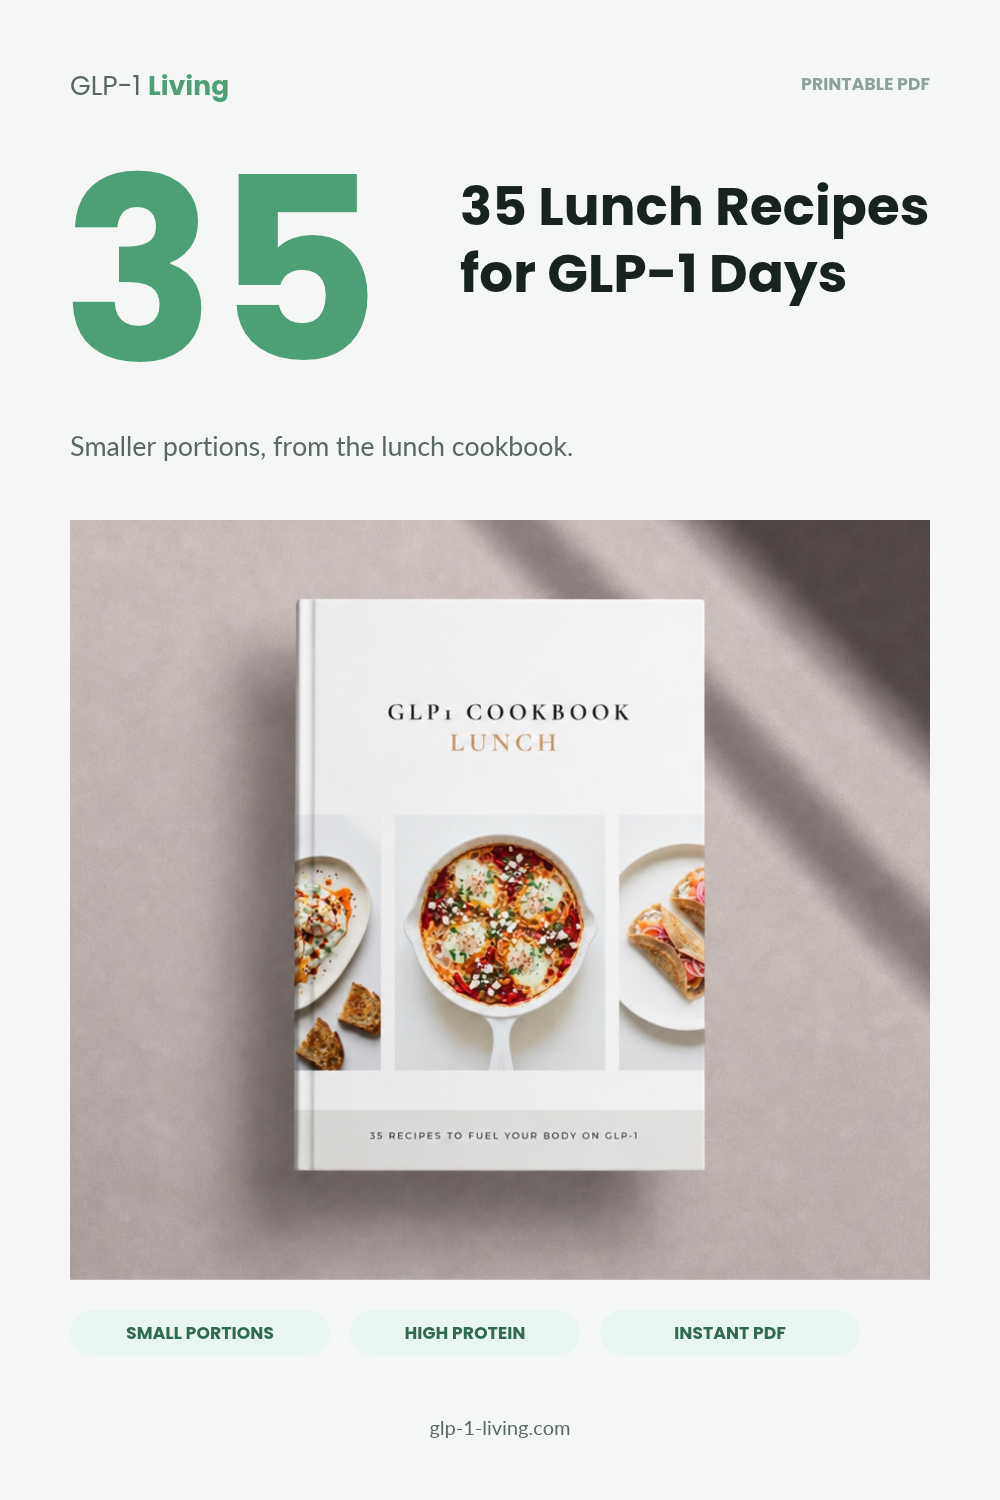 GLP-1 Living
PRINTABLE PDF
35
35 Lunch Recipes
for GLP-1 Days
Smaller portions, from the lunch cookbook.
GLP1 COOKBOOK
LUNCH
35 RECIPES TO FUEL YOUR BODY ON GLP-1
SMALL PORTIONS
HIGH PROTEIN
INSTANT PDF
glp-1-living.com